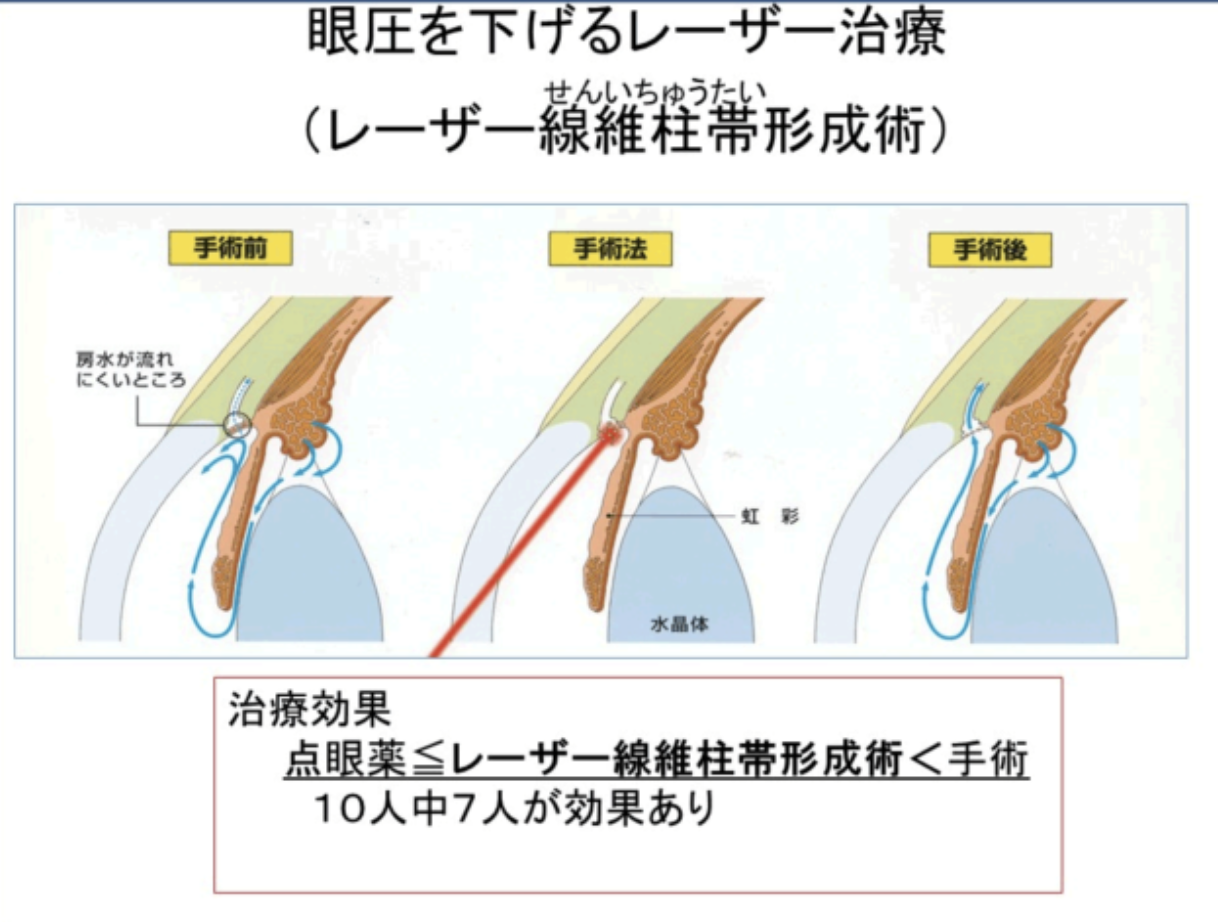 眼圧を下げるレーザー治療
せんいちゅうたい
（レーザー線維柱帯形成術）
手術前
手術法
手術後
房水が流れ
にくいところ
虹　彩
水晶体
治療効果
点眼薬≦レーザー線維柱帯形成術＜手術
１０人中７人が効果あり